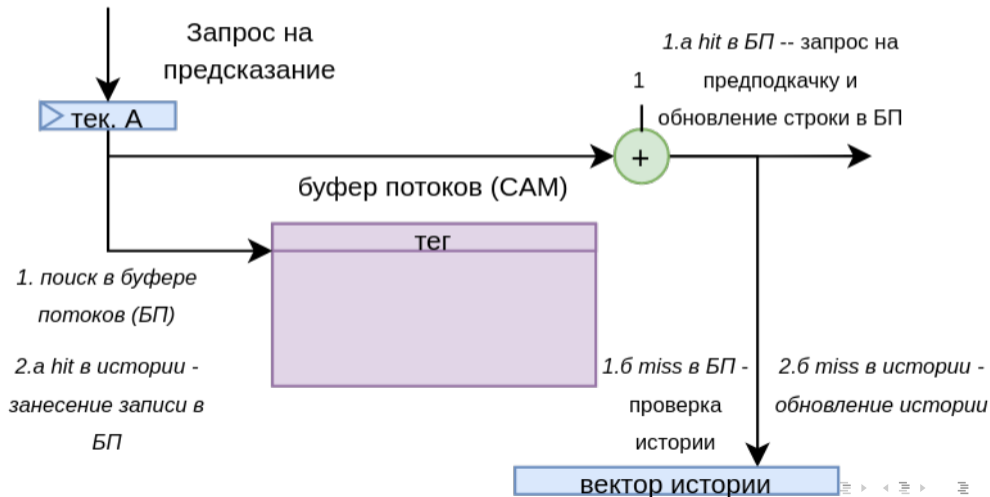 Запрос на
предсказание
1.а hit в БП -- запрос на
предподкачку и
обновление строки в БП
1
тек. А
+
буфер потоков (CAM)
тег
1. поиск в буфере
потоков (БП)
2.а hit в истории -
занесение записи в
БП
1.б miss в БП -
проверка
истории
2.б miss в истории -
обновление истории
вектор истории